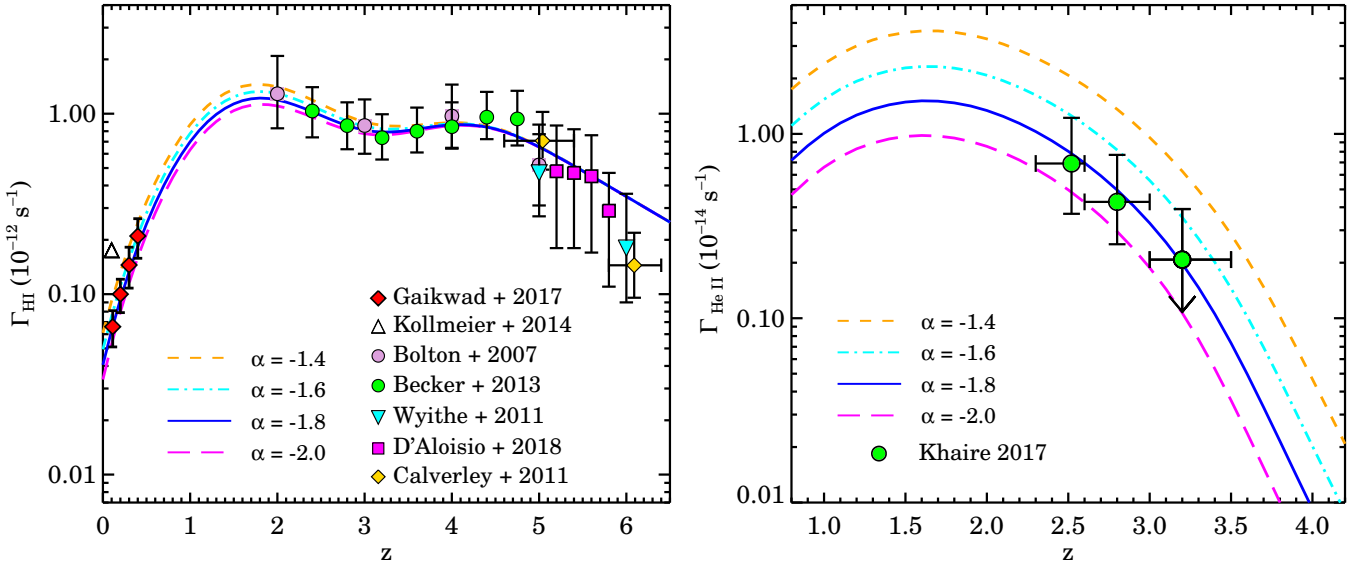 Γ_HI (10⁻¹² s⁻¹)
1.00
0.10
0.01
0 1 2 3 4 5 6
z
α = -1.4
α = -1.6
α = -1.8
α = -2.0
Gaikwad + 2017
Kollmeier + 2014
Bolton + 2007
Becker + 2013
Wyithe + 2011
D'Aloisio + 2018
Calverley + 2011
Γ_He II (10⁻¹⁴ s⁻¹)
1.00
0.10
0.01
1.0 1.5 2.0 2.5 3.0 3.5 4.0
z
α = -1.4
α = -1.6
α = -1.8
α = -2.0
Khaire 2017